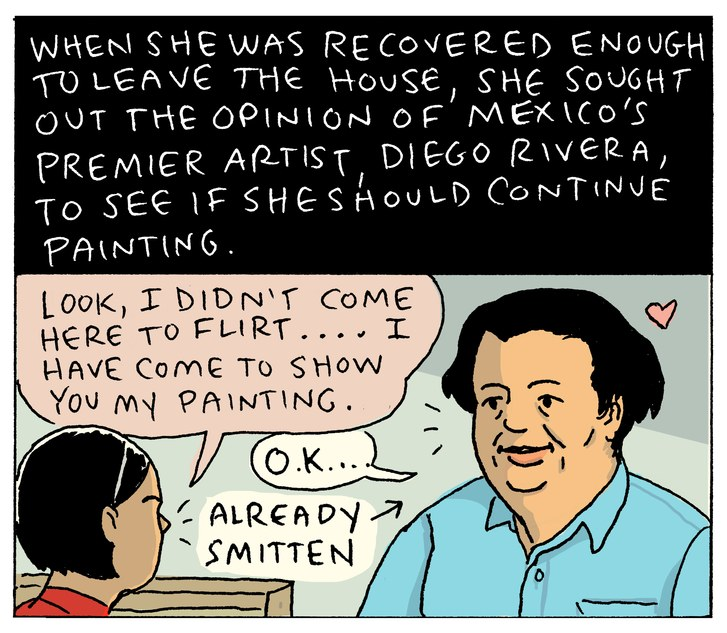 WHEN SHE WAS RECOVERED ENOUGH
TO LEAVE THE HOUSE, SHE SOUGHT
OUT THE OPINION OF MEXICO'S
PREMIER ARTIST, DIEGO RIVERA,
TO SEE IF SHE SHOULD CONTINUE
PAINTING.
LOOK, I DIDN'T COME
HERE TO FLIRT.... I
HAVE COME TO SHOW
YOU MY PAINTING.
O.K....
ALREADY
SMITTEN